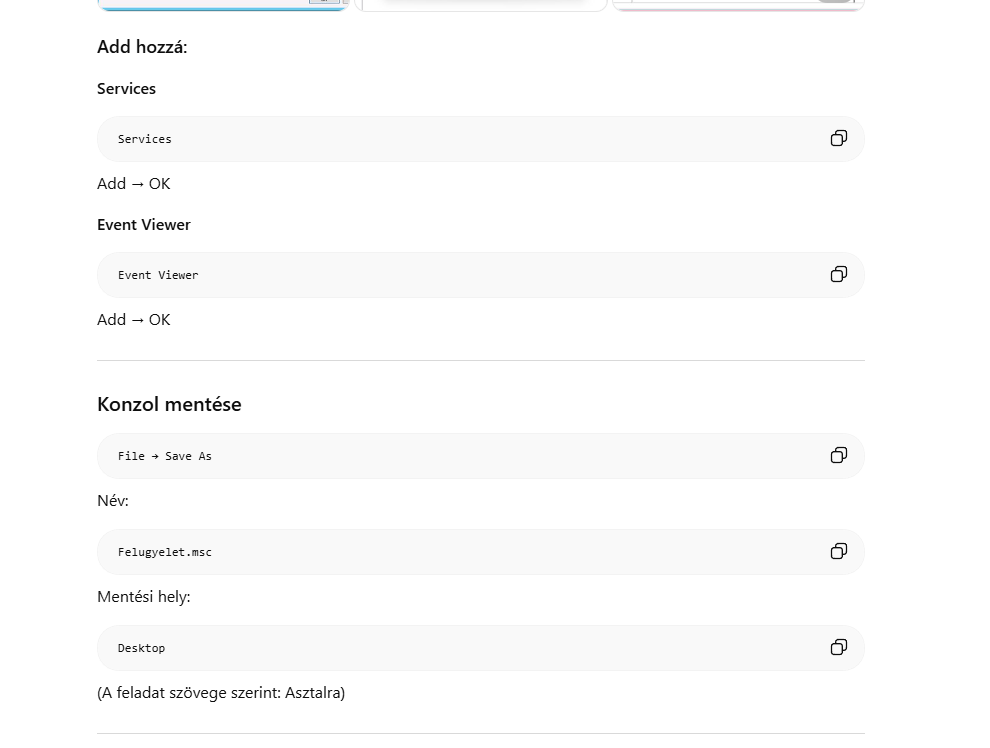 Add hozzá:
Services
Services
Add → OK
Event Viewer
Event Viewer
Add → OK
Konzol mentése
File → Save As
Név:
Felugyelet.msc
Mentési hely:
Desktop
(A feladat szövege szerint: Asztalra)